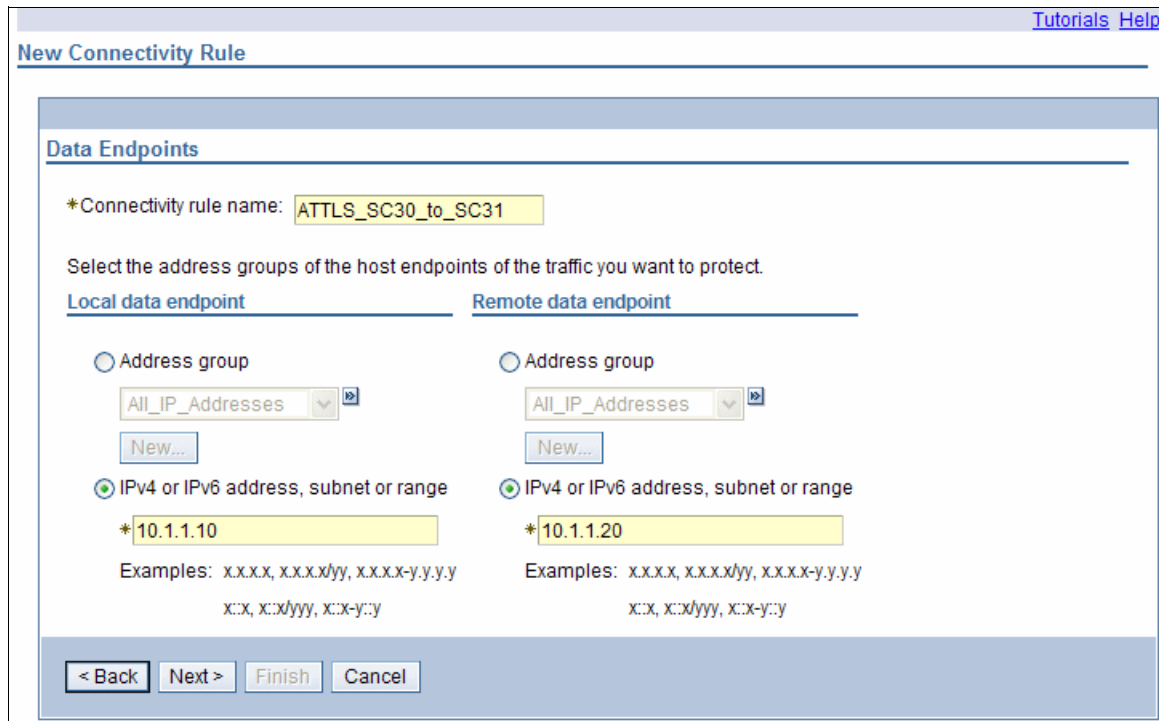 Tutorials Help
New Connectivity Rule
Data Endpoints
*Connectivity rule name: ATTLS_SC30_to_SC31
Select the address groups of the host endpoints of the traffic you want to protect.
Local data endpoint
Remote data endpoint
Address group
Address group
All_IP_Addresses
All_IP_Addresses
New...
New...
IPv4 or IPv6 address, subnet or range
IPv4 or IPv6 address, subnet or range
*10.1.1.10
*10.1.1.20
Examples: x.x.x.x, x.x.x.x/yy, x.x.x.x-y.y.y.y
Examples: x.x.x.x, x.x.x.x/yy, x.x.x.x-y.y.y.y
x::x, x::x/yyy, x::x-y::y
x::x, x::x/yyy, x::x-y::y
< Back Next > Finish Cancel